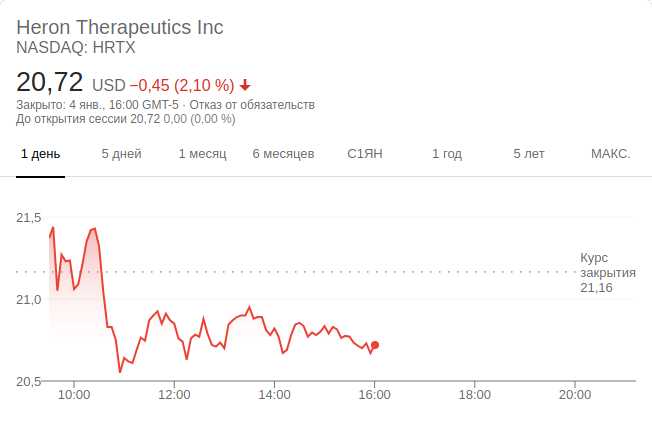 Heron Therapeutics Inc
NASDAQ: HRTX
20,72 USD −0,45 (2,10 %)
Закрыто: 4 янв., 16:00 GMT-5 · Отказ от обязательств
До открытия сессии 20,72 0,00 (0,00 %)
1 день 5 дней 1 месяц 6 месяцев С1ЯН 1 год 5 лет МАКС.
21,5
Курс
закрытия
21,16
21,0
20,5
10:00 12:00 14:00 16:00 18:00 20:00